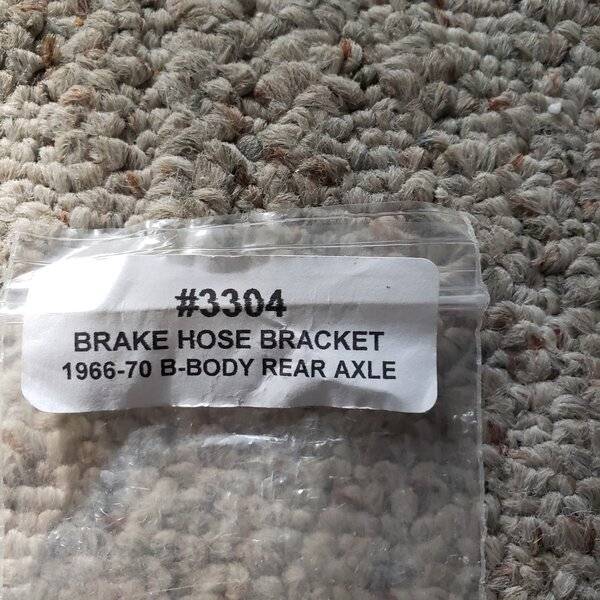 #3304
BRAKE HOSE BRACKET
1966-70 B-BODY REAR AXLE